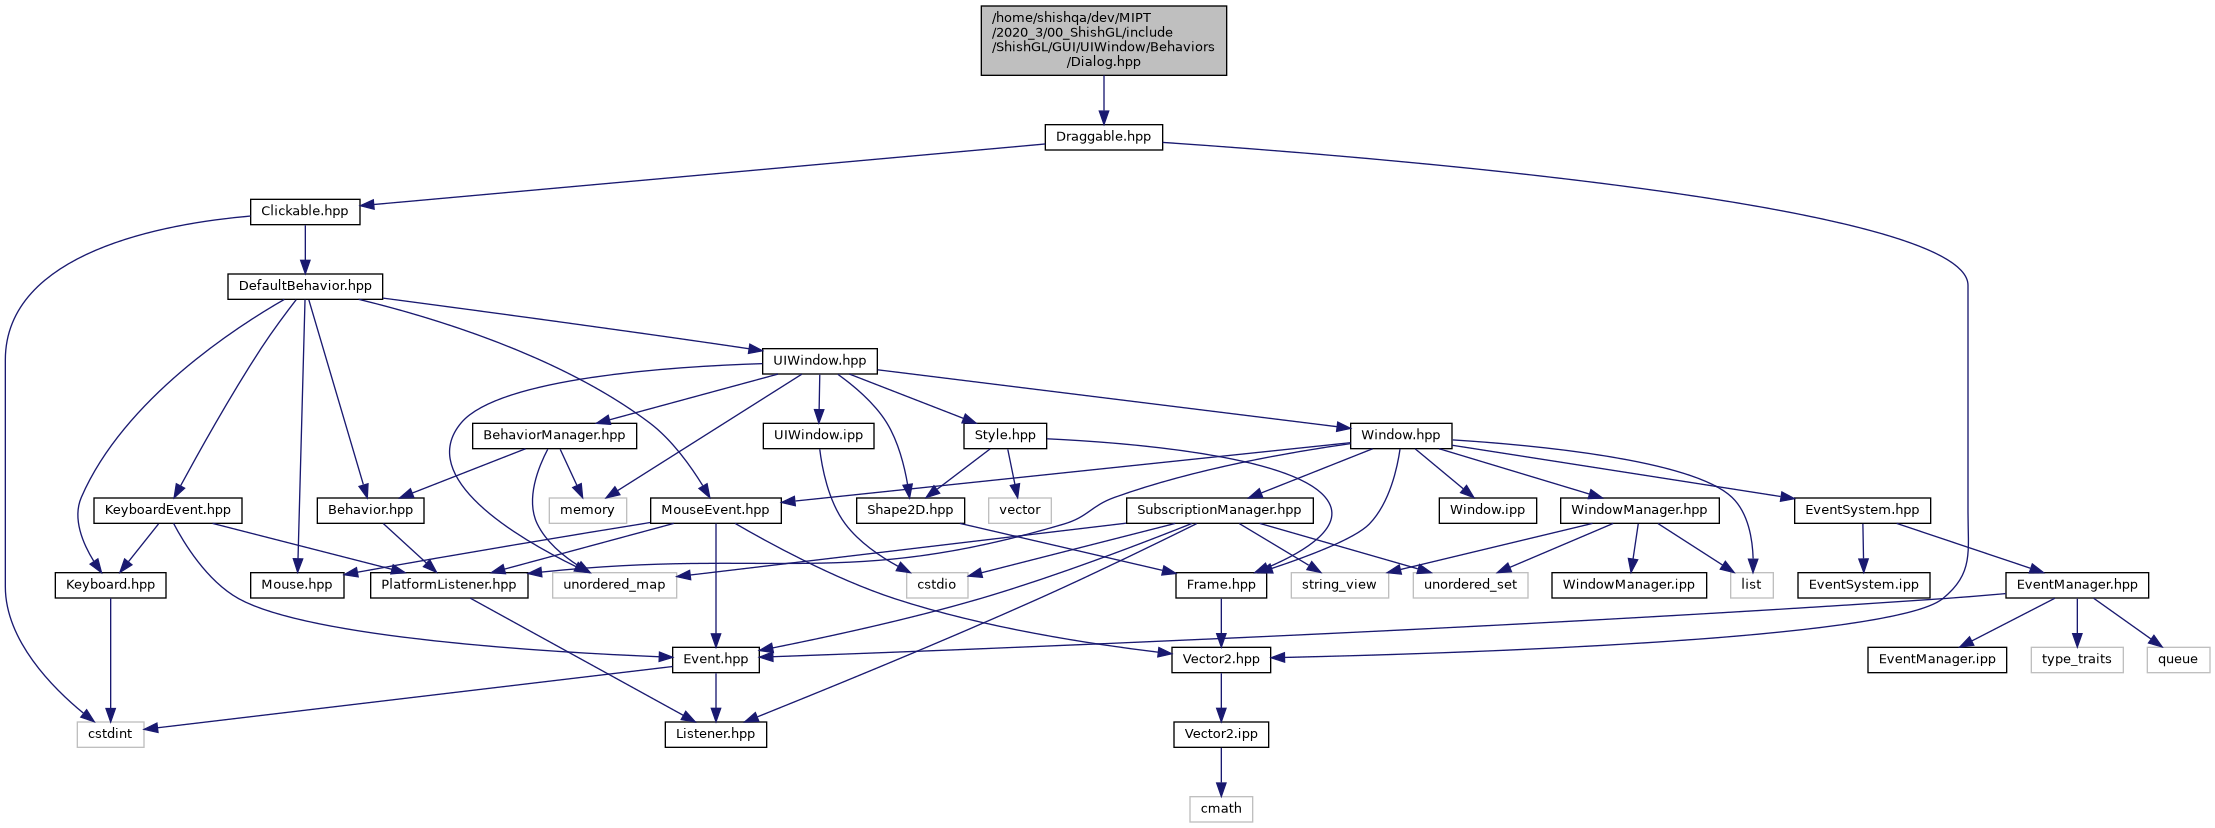 /home/shishqa/dev/MIPT
/2020_3/00_ShishGL/include
/ShishGL/GUI/UIWindow/Behaviors
/Dialog.hpp
Draggable.hpp
Clickable.hpp
DefaultBehavior.hpp
UIWindow.hpp
BehaviorManager.hpp
UIWindow.ipp
Style.hpp
Window.hpp
KeyboardEvent.hpp
Behavior.hpp
memory
MouseEvent.hpp
Shape2D.hpp
vector
SubscriptionManager.hpp
Window.ipp
WindowManager.hpp
EventSystem.hpp
Keyboard.hpp
Mouse.hpp
PlatformListener.hpp
unordered_map
cstdio
Frame.hpp
string_view
unordered_set
WindowManager.ipp
list
EventSystem.ipp
EventManager.hpp
Event.hpp
Vector2.hpp
EventManager.ipp
type_traits
queue
cstdint
Listener.hpp
Vector2.ipp
cmath